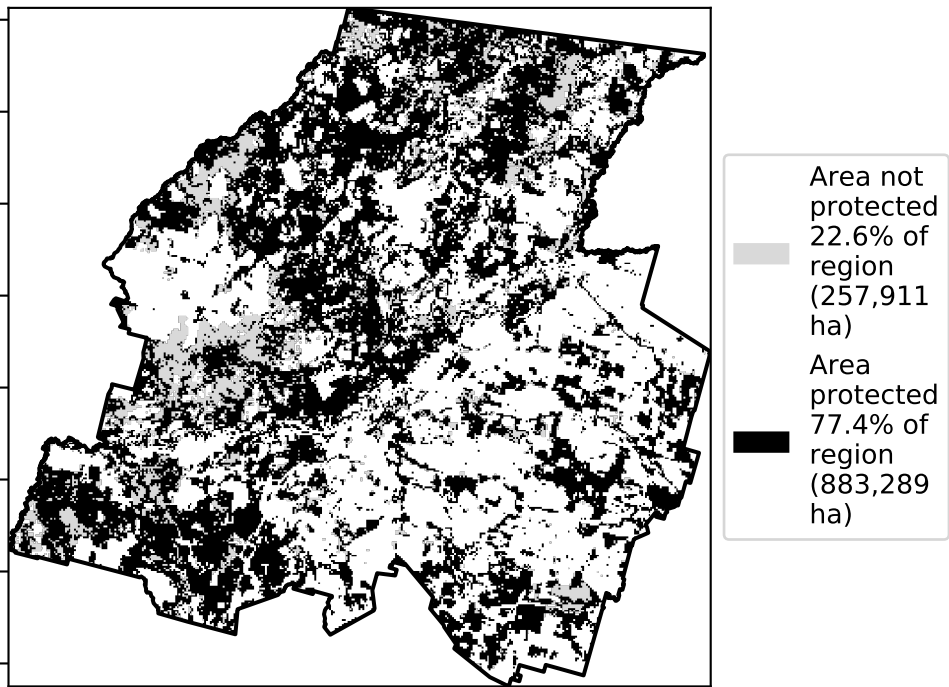 Area not
protected
22.6% of
region
(257,911
ha)
Area
protected
77.4% of
region
(883,289
ha)